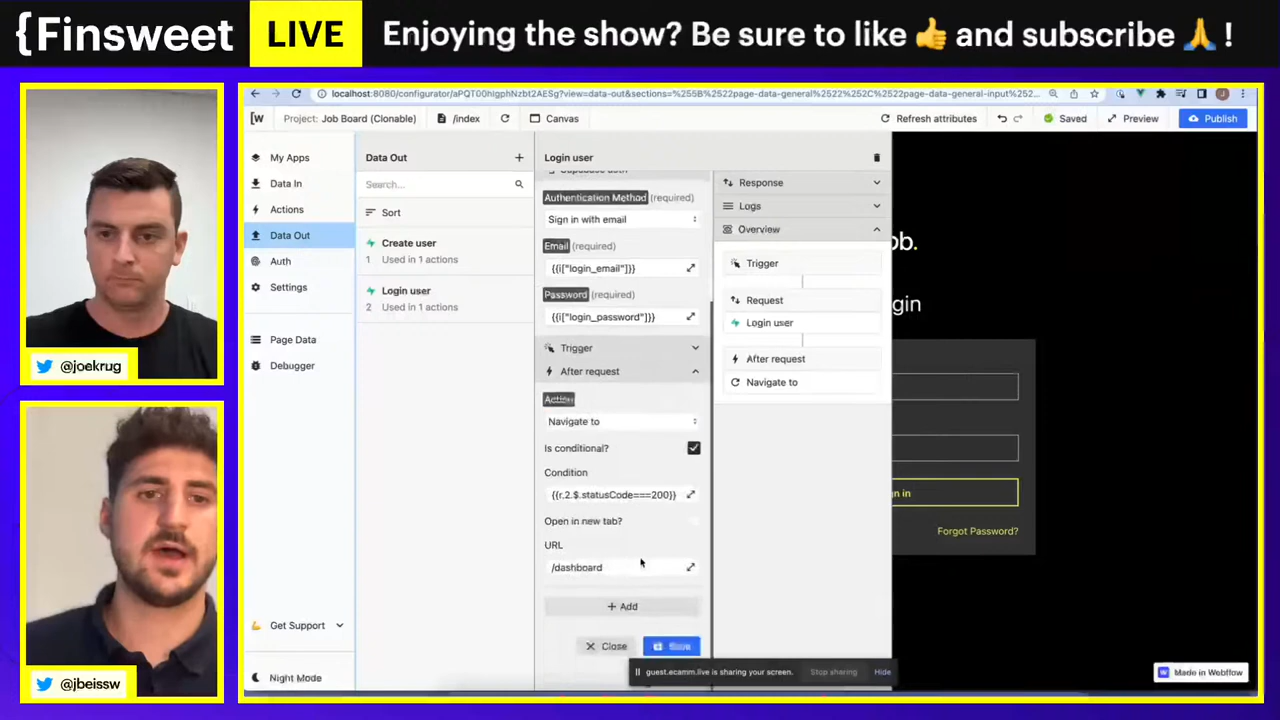 {Finsweet LIVE Enjoying the show? Be sure to like 👍 and subscribe 🙏 !
localhost:8080/configurator/aPQT00hIgphNzbt2AESg?view=data-out&sections=%255B%2522page-data-general%2522%252C%2522page-data-general-input%252...
[w Project: Job Board (Clonable) /index Canvas Refresh attributes Saved Preview Publish
My Apps
Data In
Actions
Data Out
Auth
Settings
Page Data
Debugger
Get Support
Night Mode
Data Out +
Search...
Sort
Create user
1 Used in 1 actions
Login user
2 Used in 1 actions
Login user
Authentication Method (required)
Sign in with email
Email (required)
{{i["login_email"]}}
Password (required)
{{i["login_password"]}}
Trigger
After request
Action
Navigate to
Is conditional?
Condition
{{r.2.$.statusCode===200}}
Open in new tab?
URL
/dashboard
+ Add
Close Save
Response
Logs
Overview
Trigger
Request
Login user
After request
Navigate to
ob.
gin
n in
Forgot Password?
guest.ecamm.live is sharing your screen. Stop sharing Hide
Made in Webflow
@joekrug
@jbeissw